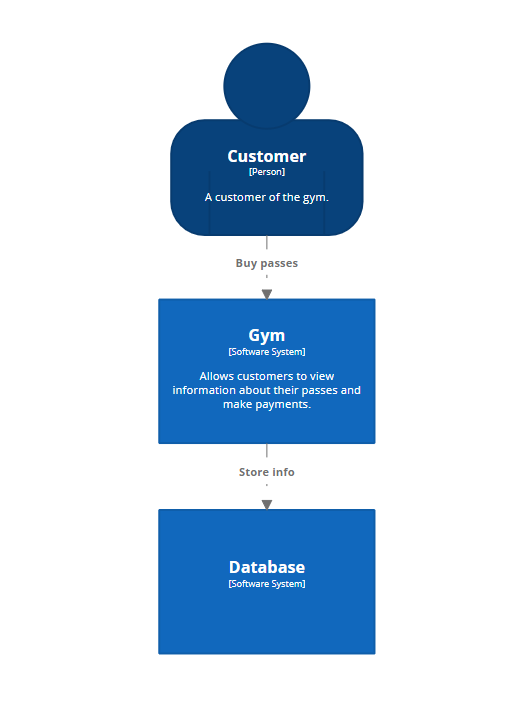 Customer
[Person]
A customer of the gym.
Buy passes
Gym
[Software System]
Allows customers to view
information about their passes and
make payments.
Store info
Database
[Software System]